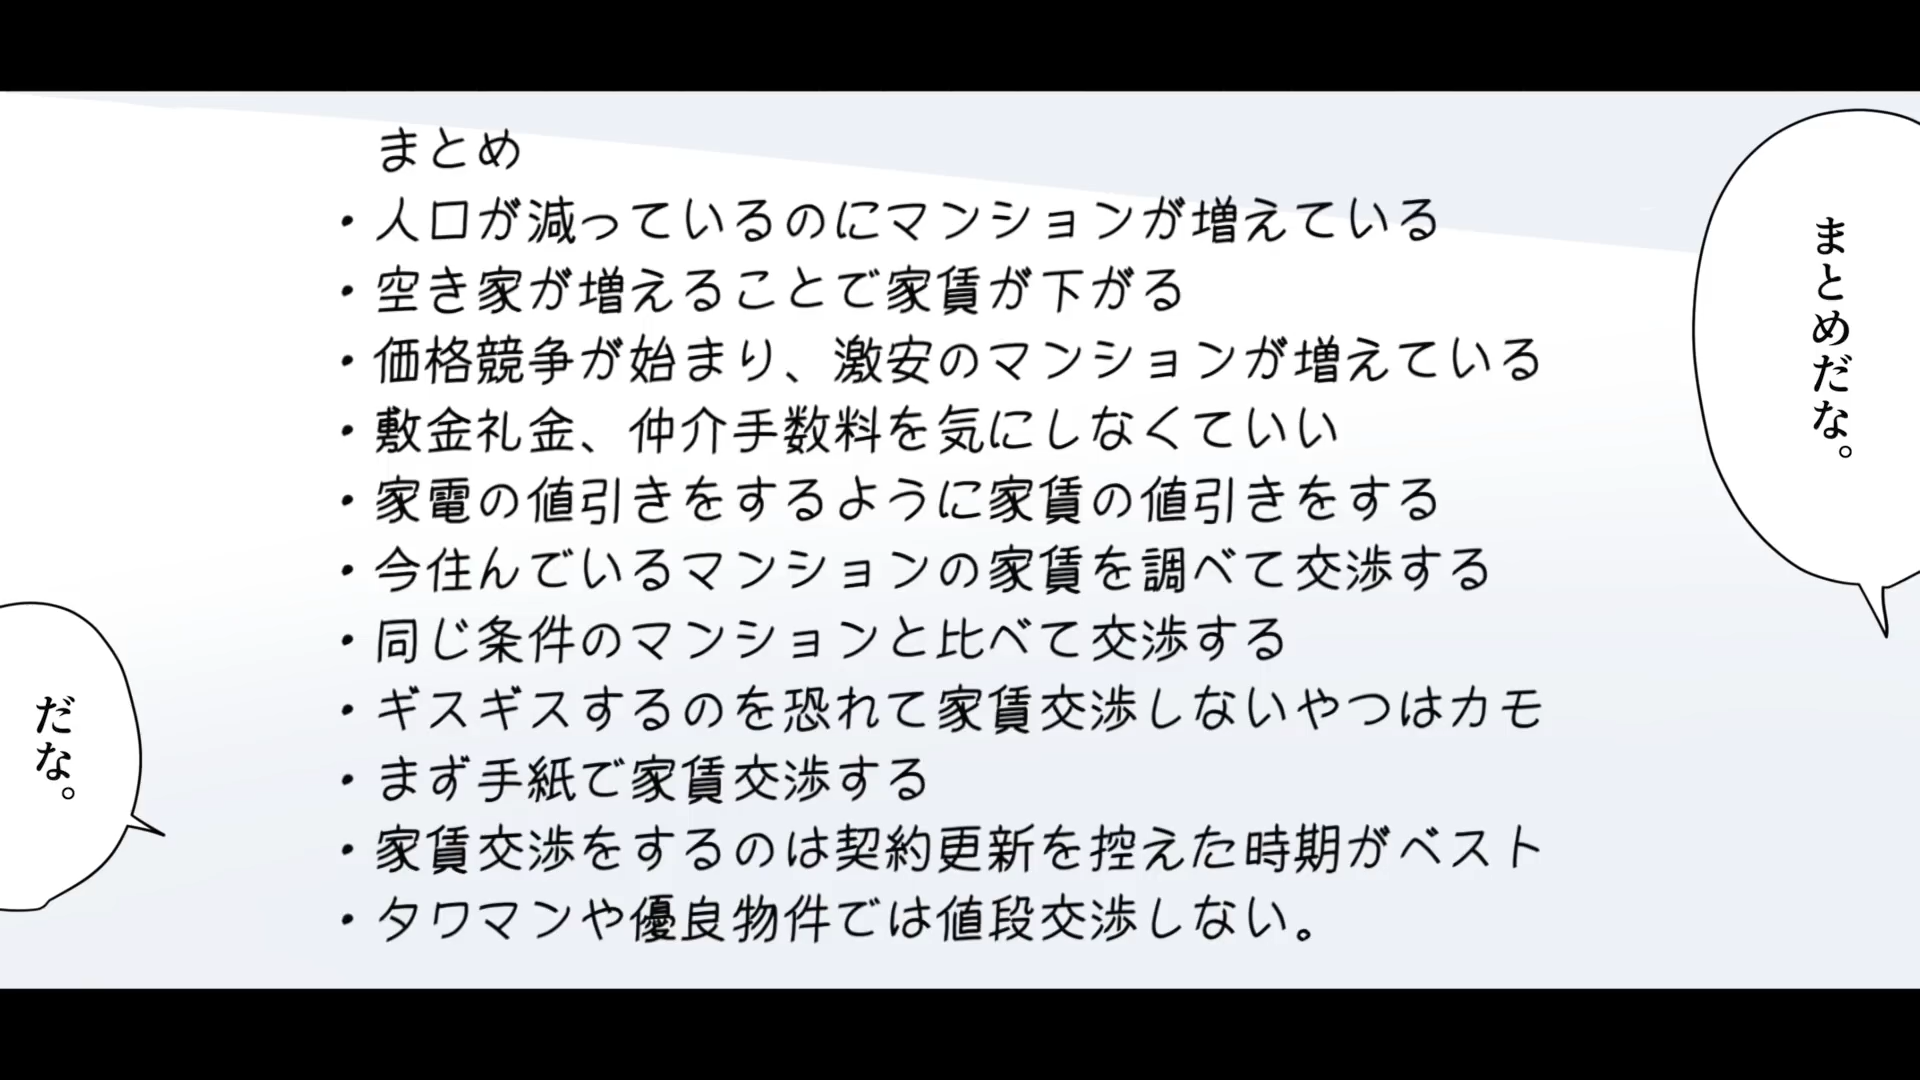 まとめ
・人口が減っているのにマンションが増えている
・空き家が増えることで家賃が下がる
・価格競争が始まり、激安のマンションが増えている
・敷金礼金、仲介手数料を気にしなくていい
・家電の値引きをするように家賃の値引きをする
・今住んでいるマンションの家賃を調べて交渉する
・同じ条件のマンションと比べて交渉する
・ギスギスするのを恐れて家賃交渉しないやつはカモ
・まず手紙で家賃交渉する
・家賃交渉をするのは契約更新を控えた時期がベスト
・タワマンや優良物件では値段交渉しない。
まとめだな。
だな。